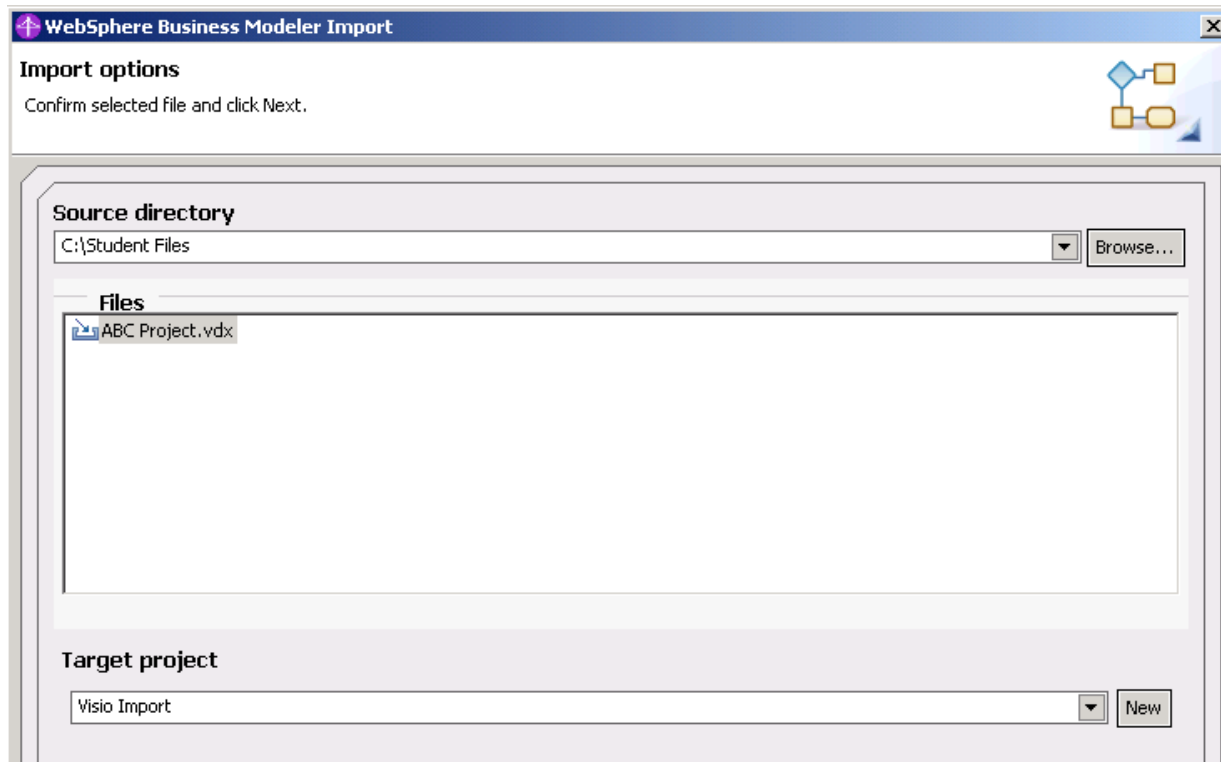 WebSphere Business Modeler Import
Import options
Confirm selected file and click Next.
Source directory
C:\Student Files
Browse...
Files
ABC Project.vdx
Target project
Visio Import
New